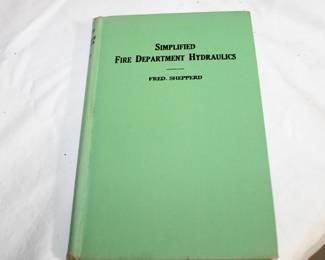 Simplified
Fire Department Hydraulics
Fred. Shepperd